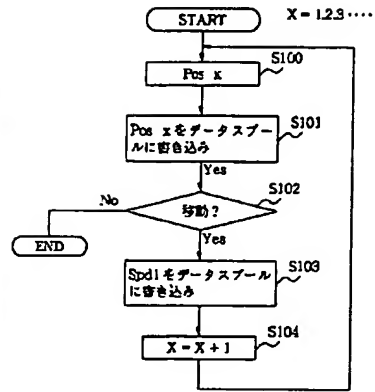 START
X = 1.2.3 ····
S100
Pos x
S101
Pos x をデータスプー
ルに書き込み
Yes
S102
No
移動?
END
Yes
S103
Spd1をデータスプール
に書き込み
S104
X = X + 1